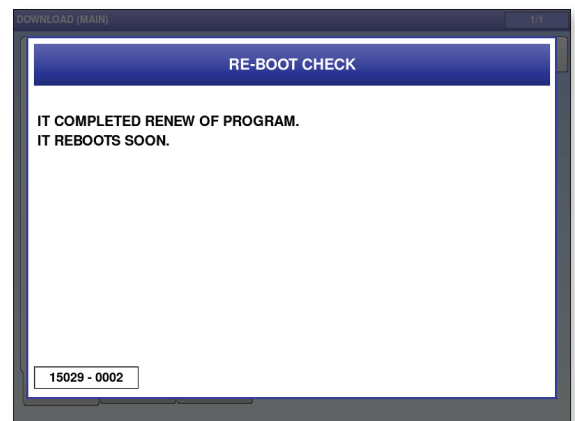 DOWNLOAD (MAIN) 1/1
RE-BOOT CHECK
IT COMPLETED RENEW OF PROGRAM.
IT REBOOTS SOON.
15029 - 0002